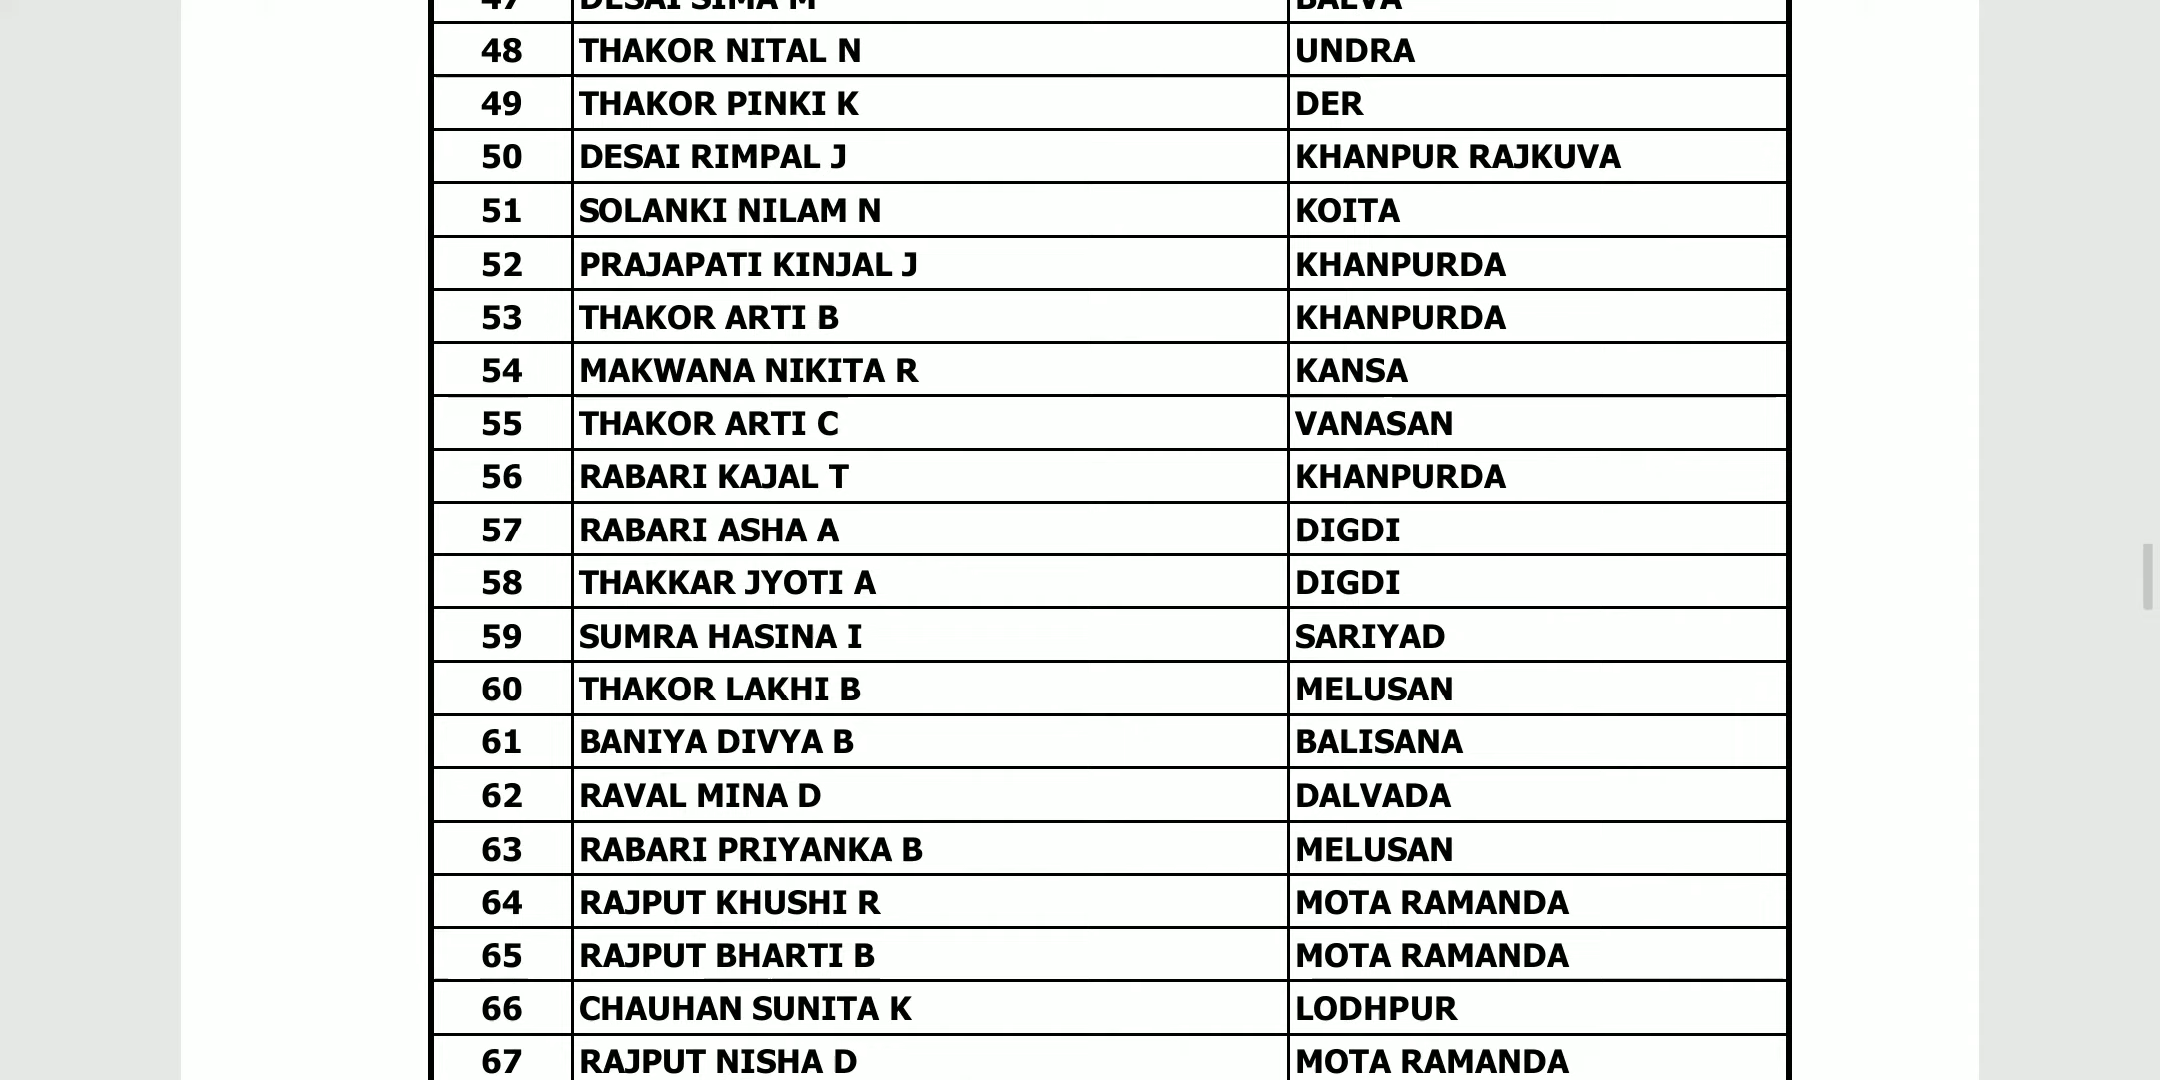 47 DESAI SIMA M BALVA
48 THAKOR NITAL N UNDRA
49 THAKOR PINKI K DER
50 DESAI RIMPAL J KHANPUR RAJKUVA
51 SOLANKI NILAM N KOITA
52 PRAJAPATI KINJAL J KHANPURDA
53 THAKOR ARTI B KHANPURDA
54 MAKWANA NIKITA R KANSA
55 THAKOR ARTI C VANASAN
56 RABARI KAJAL T KHANPURDA
57 RABARI ASHA A DIGDI
58 THAKKAR JYOTI A DIGDI
59 SUMRA HASINA I SARIYAD
60 THAKOR LAKHI B MELUSAN
61 BANIYA DIVYA B BALISANA
62 RAVAL MINA D DALVADA
63 RABARI PRIYANKA B MELUSAN
64 RAJPUT KHUSHI R MOTA RAMANDA
65 RAJPUT BHARTI B MOTA RAMANDA
66 CHAUHAN SUNITA K LODHPUR
67 RAJPUT NISHA D MOTA RAMANDA